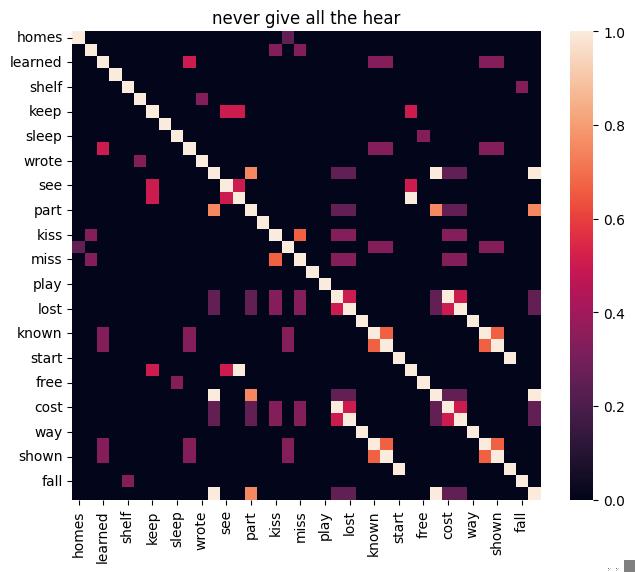 never give all the hear
homes
learned
shelf
keep
sleep
wrote
see
part
kiss
miss
play
lost
known
start
free
cost
way
shown
fall
1.0
0.8
0.6
0.4
0.2
0.0
homes
learned
shelf
keep
sleep
wrote
see
part
kiss
miss
play
lost
known
start
free
cost
way
shown
fall